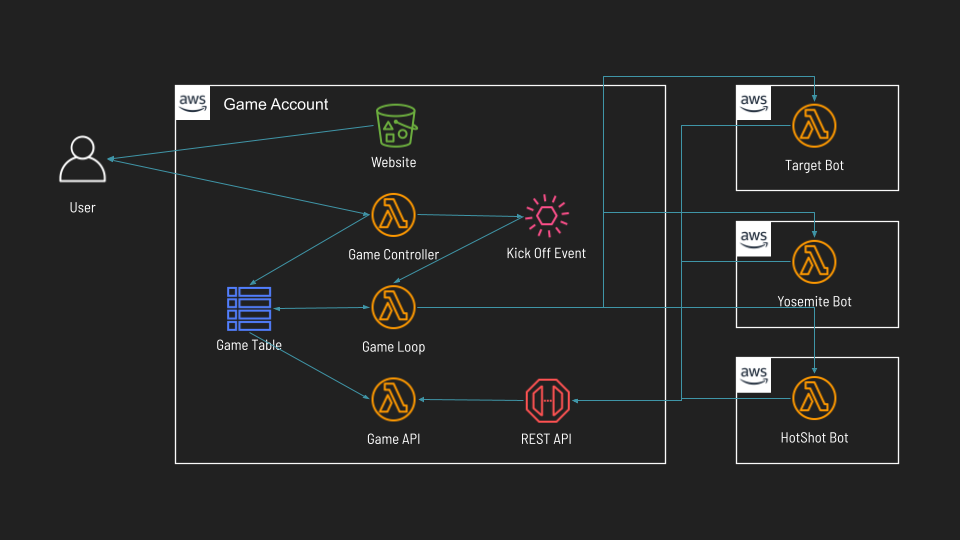 aws
Game Account
aws
Website
Target Bot
User
Game Controller
Kick Off Event
aws
Yosemite Bot
Game Table
Game Loop
aws
Game API
REST API
HotShot Bot